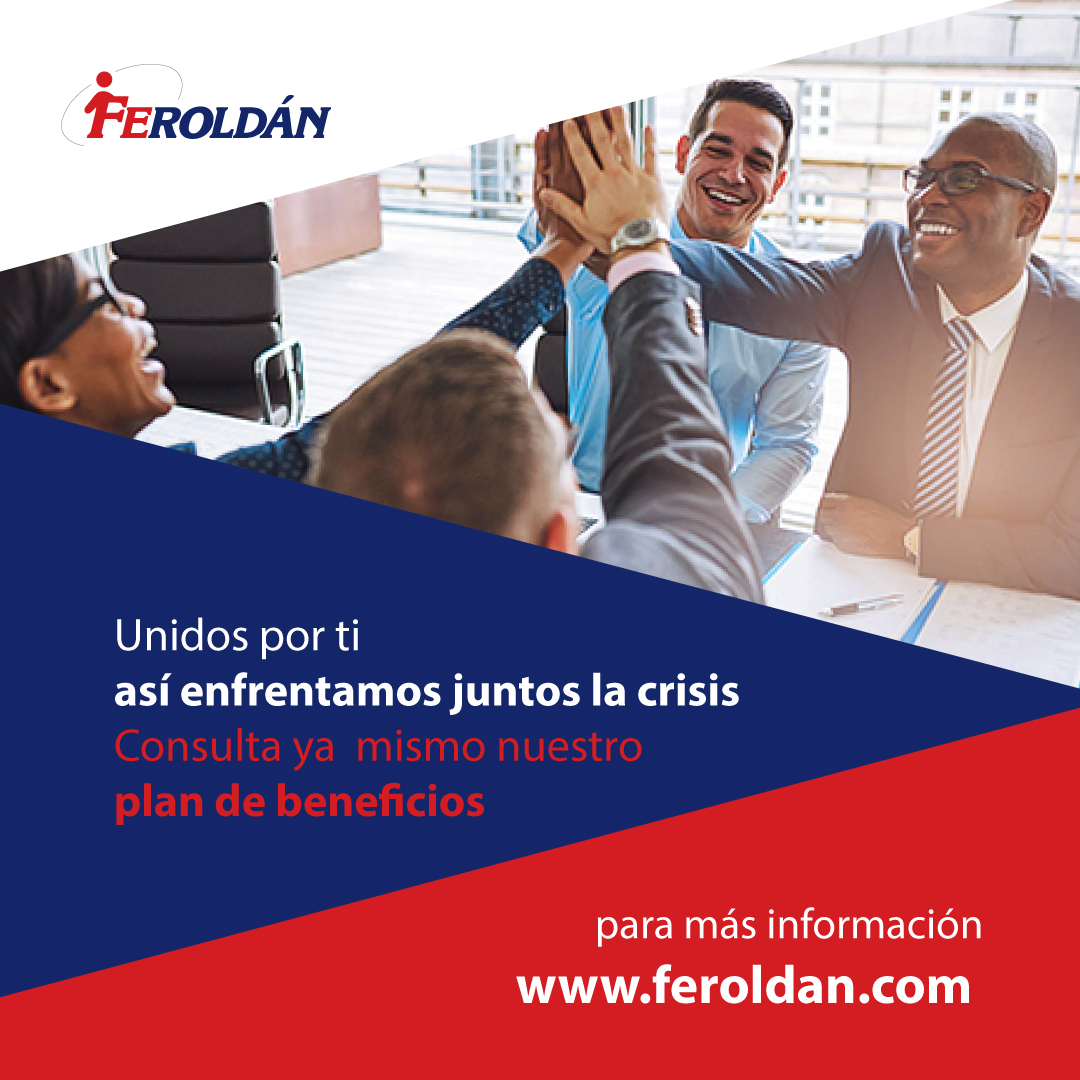 FEROLDÁN
Unidos por ti
así enfrentamos juntos la crisis
Consulta ya  mismo nuestro
plan de beneficios
para más información
www.feroldan.com